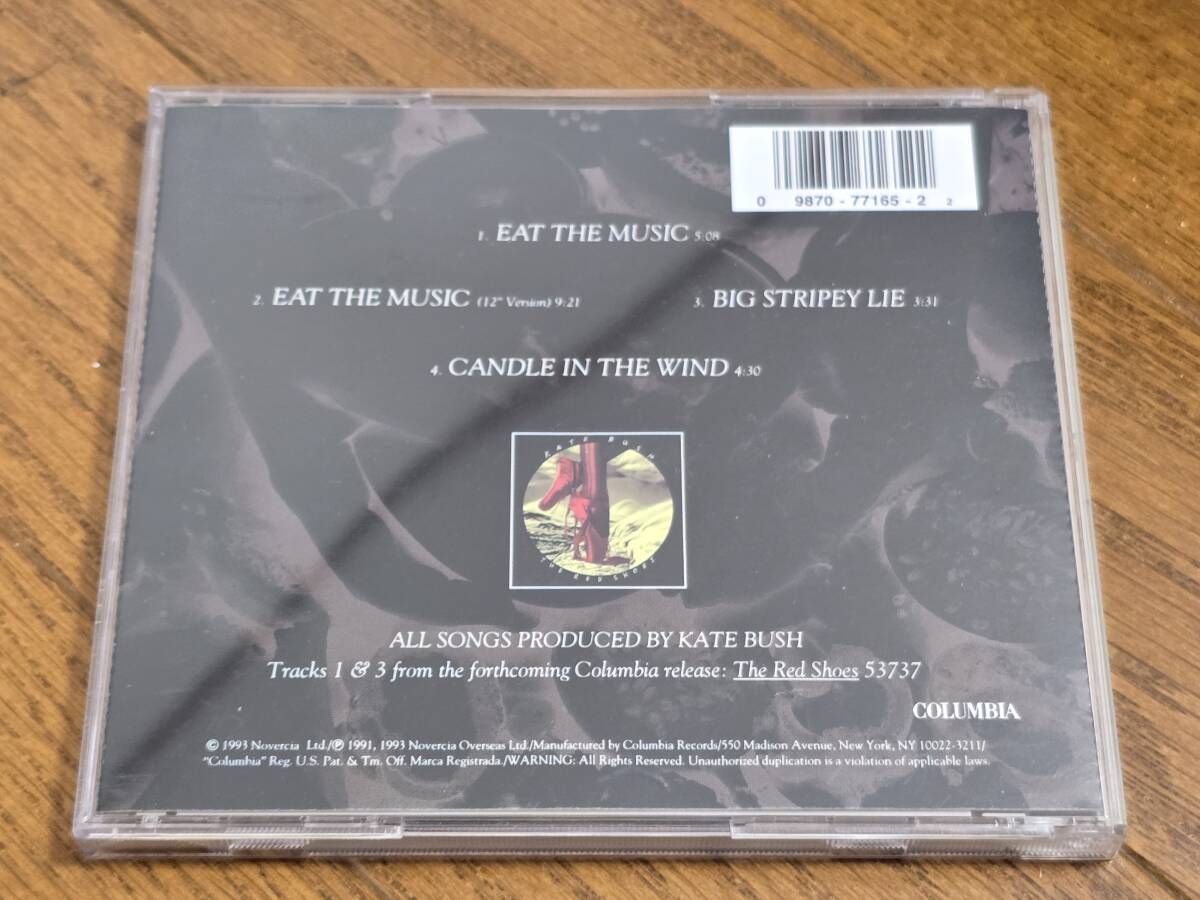 0 9870 - 77165 - 2 2
1. EAT THE MUSIC 5:08
2. EAT THE MUSIC (12" Version) 9:21
3. BIG STRIPEY LIE 3:31
4. CANDLE IN THE WIND 4:30
KATE BUSH
THE RED SHOES
ALL SONGS PRODUCED BY KATE BUSH
Tracks 1 & 3 from the forthcoming Columbia release: The Red Shoes 53737
COLUMBIA
© 1993 Novercia Ltd./℗ 1991, 1993 Novercia Overseas Ltd./Manufactured by Columbia Records/550 Madison Avenue, New York, NY 10022-3211/
"Columbia" Reg. U.S. Pat. & Tm. Off. Marca Registrada./WARNING: All Rights Reserved. Unauthorized duplication is a violation of applicable laws.